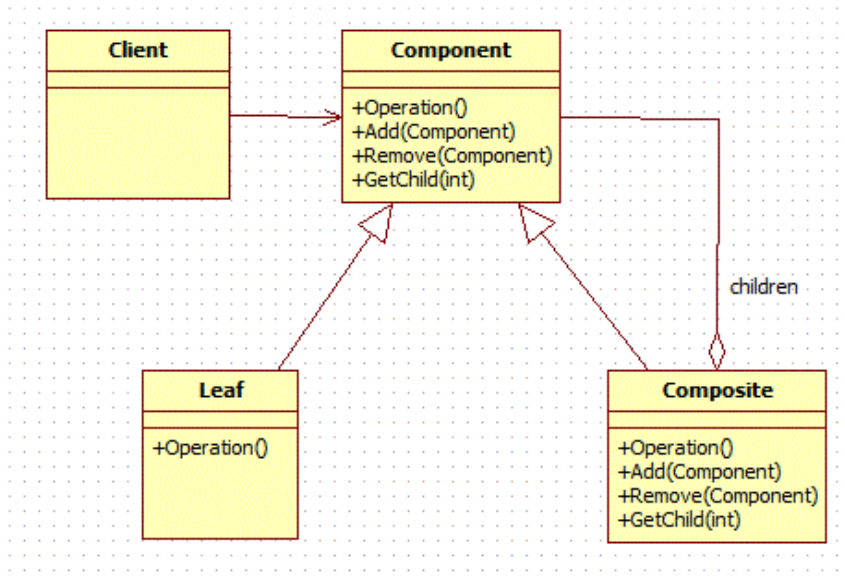 Client
Component
+Operation()
+Add(Component)
+Remove(Component)
+GetChild(int)
children
Leaf
+Operation()
Composite
+Operation()
+Add(Component)
+Remove(Component)
+GetChild(int)